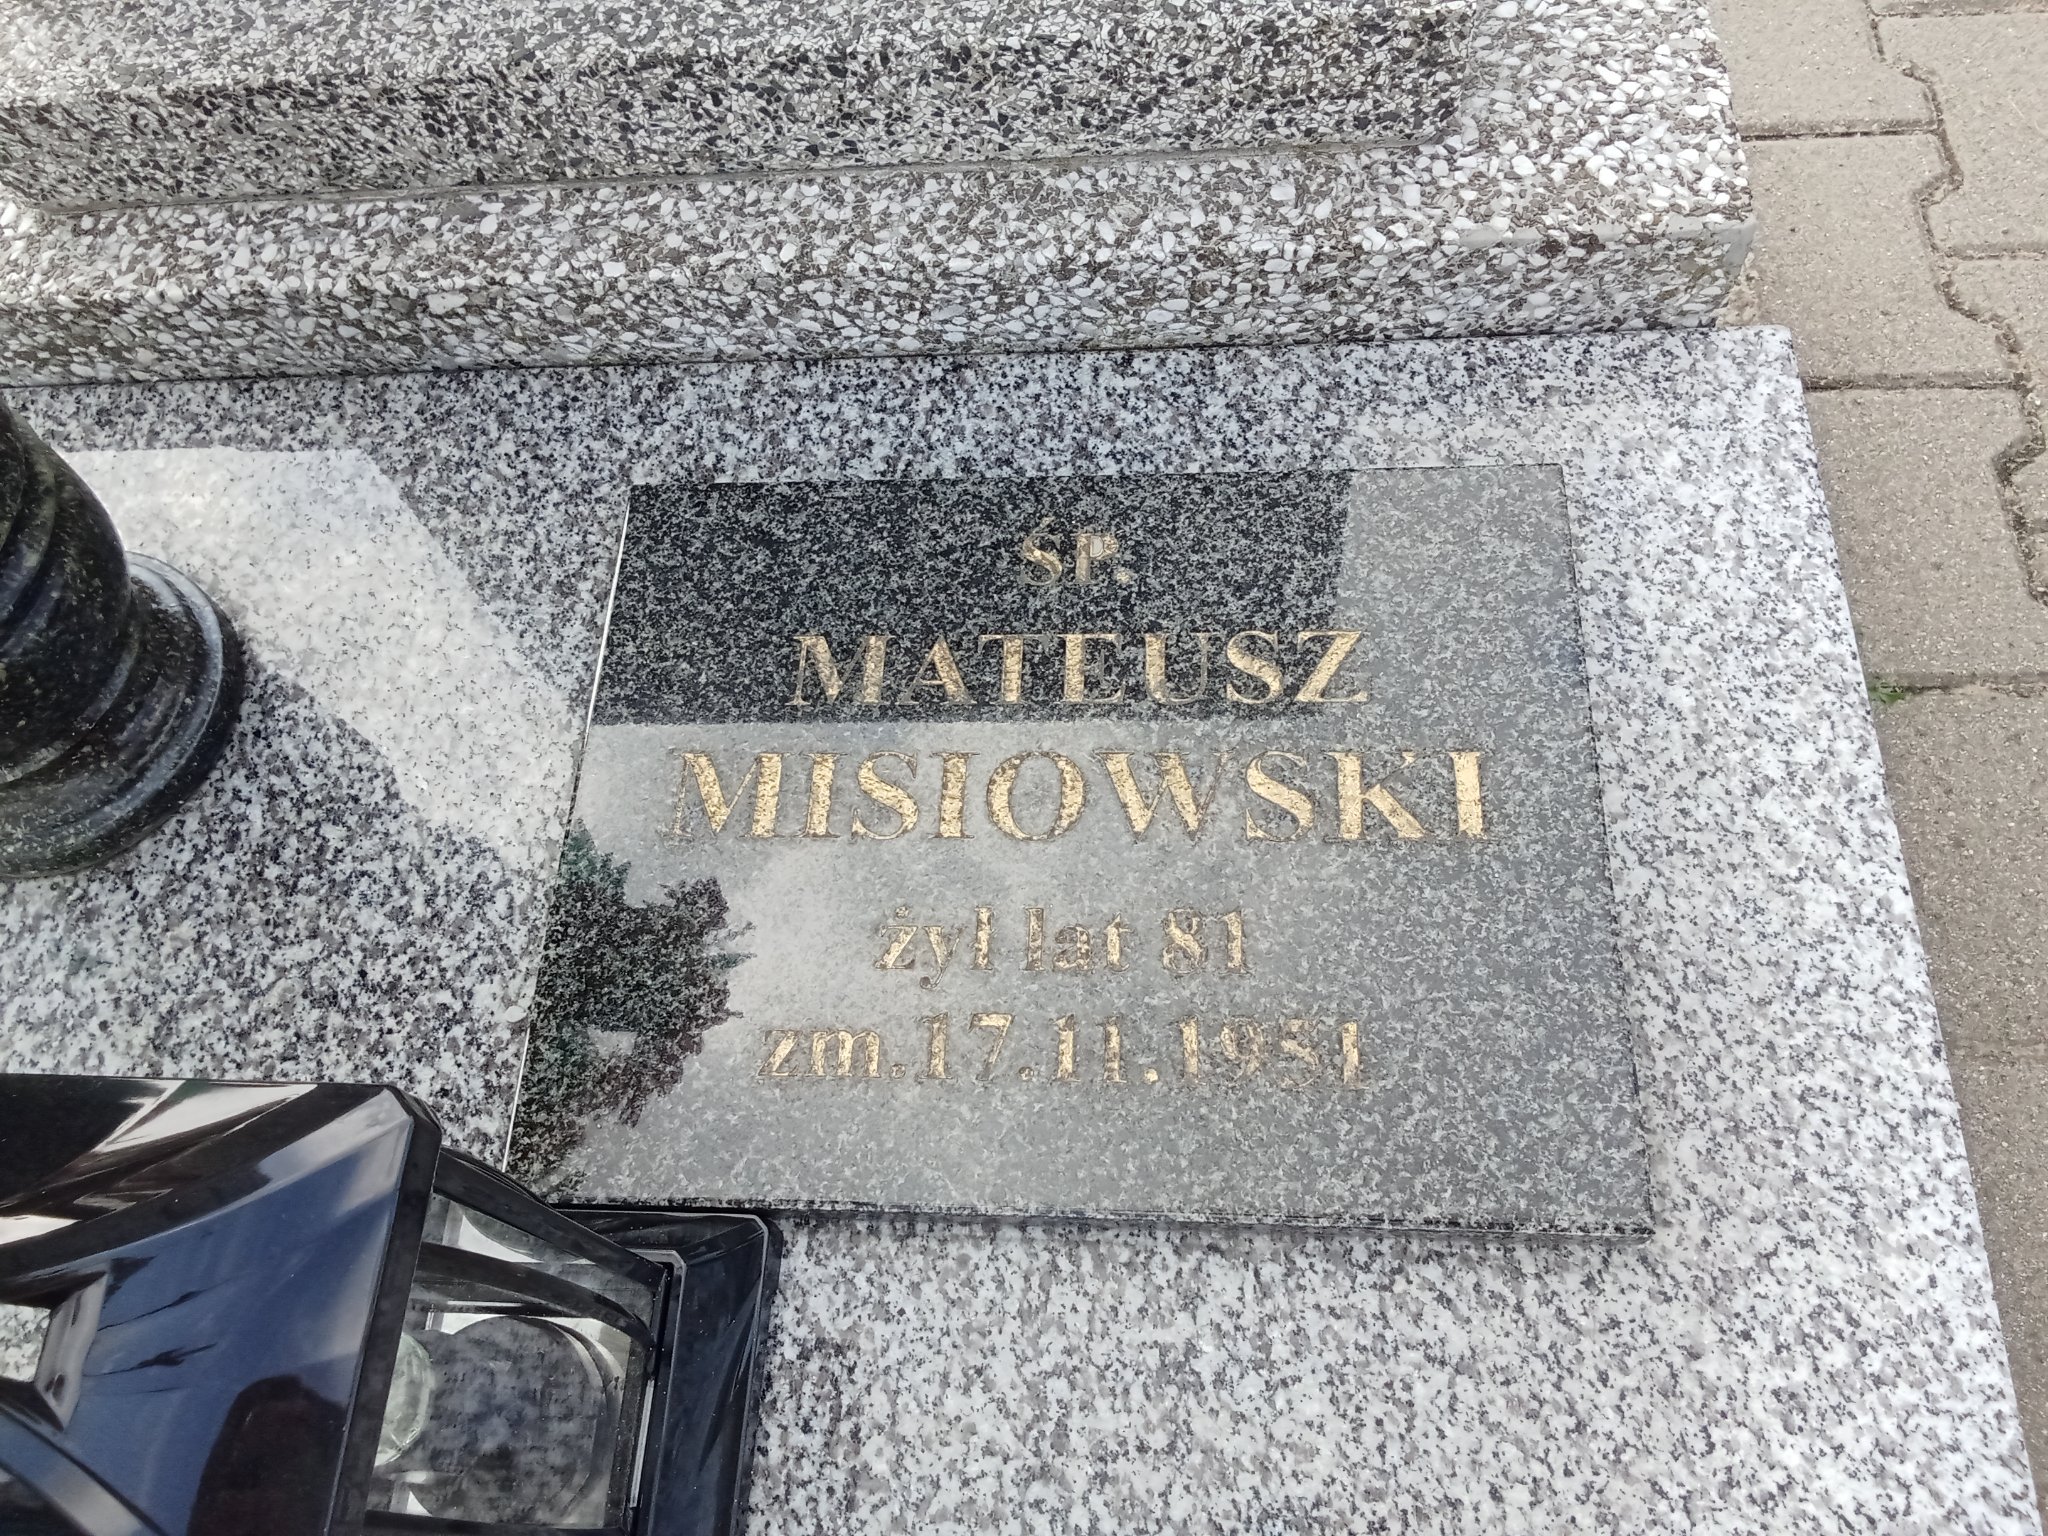 ŚP.
MATEUSZ
MISIOWSKI
żył lat 81
zm.17.11.1951